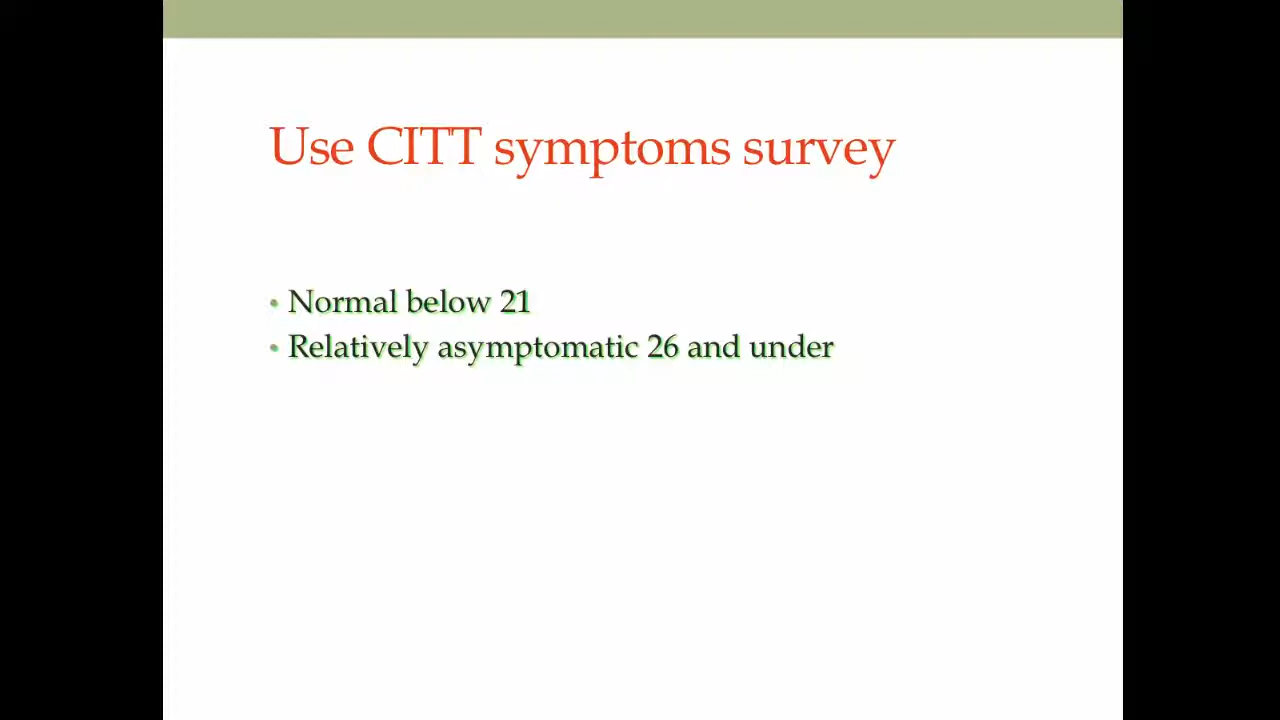 Use CITT symptoms survey
• Normal below 21
• Relatively asymptomatic 26 and under